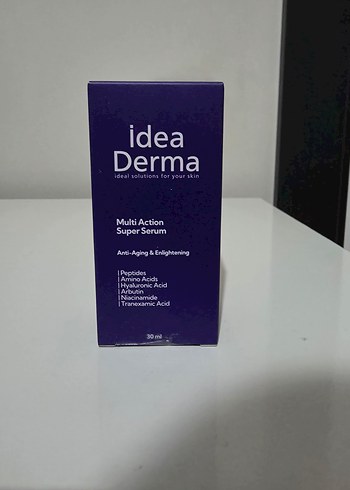 idea
Derma
ideal solutions for your skin
Multi Action
Super Serum
Anti-Aging & Enlightening
| Peptides
| Amino Acids
| Hyaluronic Acid
| Arbutin
| Niacinamide
| Tranexamic Acid
30 ml